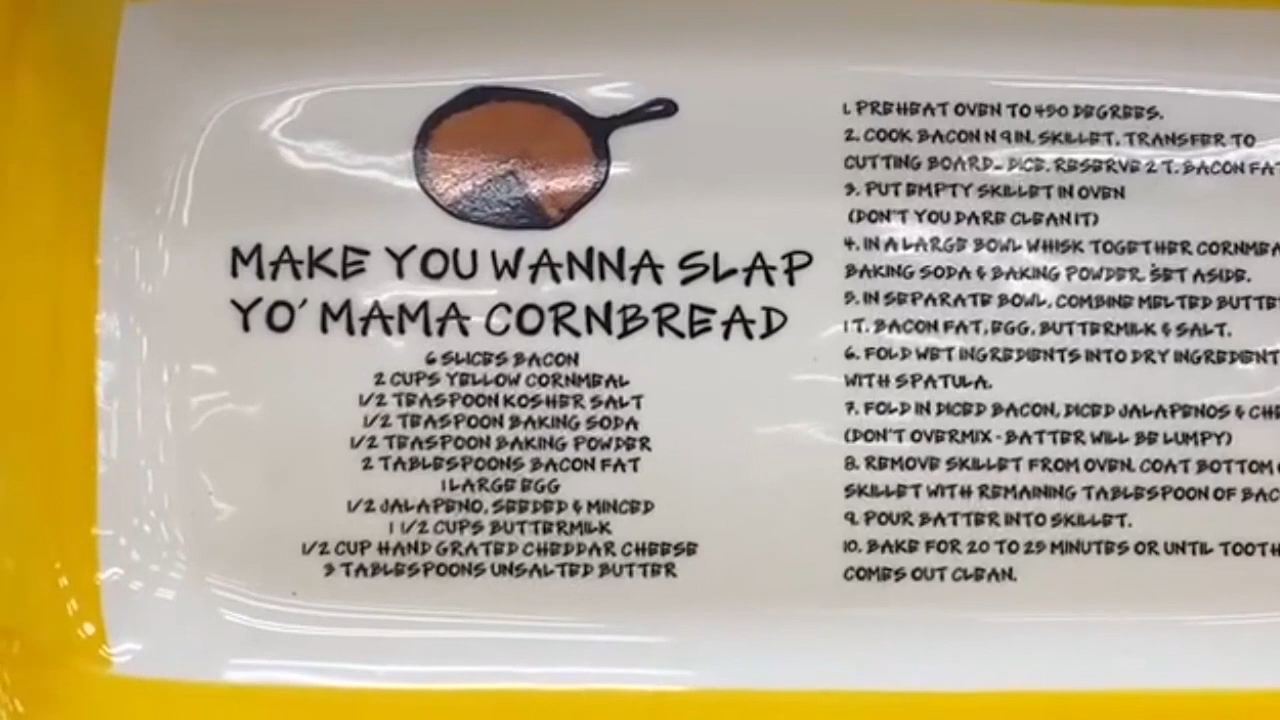 MAKE YOU WANNA SLAP
YO' MAMA CORNBREAD
6 SLICES BACON
2 CUPS YELLOW CORNMEAL
1/2 TEASPOON KOSHER SALT
1/2 TEASPOON BAKING SODA
1/2 TEASPOON BAKING POWDER
2 TABLESPOONS BACON FAT
1 LARGE EGG
1/2 JALAPENO, SEEDED & MINCED
1 1/2 CUPS BUTTERMILK
1/2 CUP HAND GRATED CHEDDAR CHEESE
3 TABLESPOONS UNSALTED BUTTER
1. PREHEAT OVEN TO 450 DEGREES.
2. COOK BACON N 9 IN. SKILLET. TRANSFER TO
CUTTING BOARD_ DICE. RESERVE 2 T. BACON FA
3. PUT EMPTY SKILLET IN OVEN
(DON'T YOU DARE CLEAN IT)
4. IN A LARGE BOWL WHISK TOGETHER CORNMEA
BAKING SODA & BAKING POWDER. SET ASIDE.
5. IN SEPARATE BOWL, COMBINE MELTED BUTTE
1 T. BACON FAT, EGG, BUTTERMILK & SALT.
6. FOLD WET INGREDIENTS INTO DRY INGREDIENT
WITH SPATULA.
7. FOLD IN DICED BACON, DICED JALAPENOS & CHE
(DON'T OVERMIX - BATTER WILL BE LUMPY)
8. REMOVE SKILLET FROM OVEN. COAT BOTTOM
SKILLET WITH REMAINING TABLESPOON OF BAC
9. POUR BATTER INTO SKILLET.
10. BAKE FOR 20 TO 25 MINUTES OR UNTIL TOOTH
COMES OUT CLEAN.